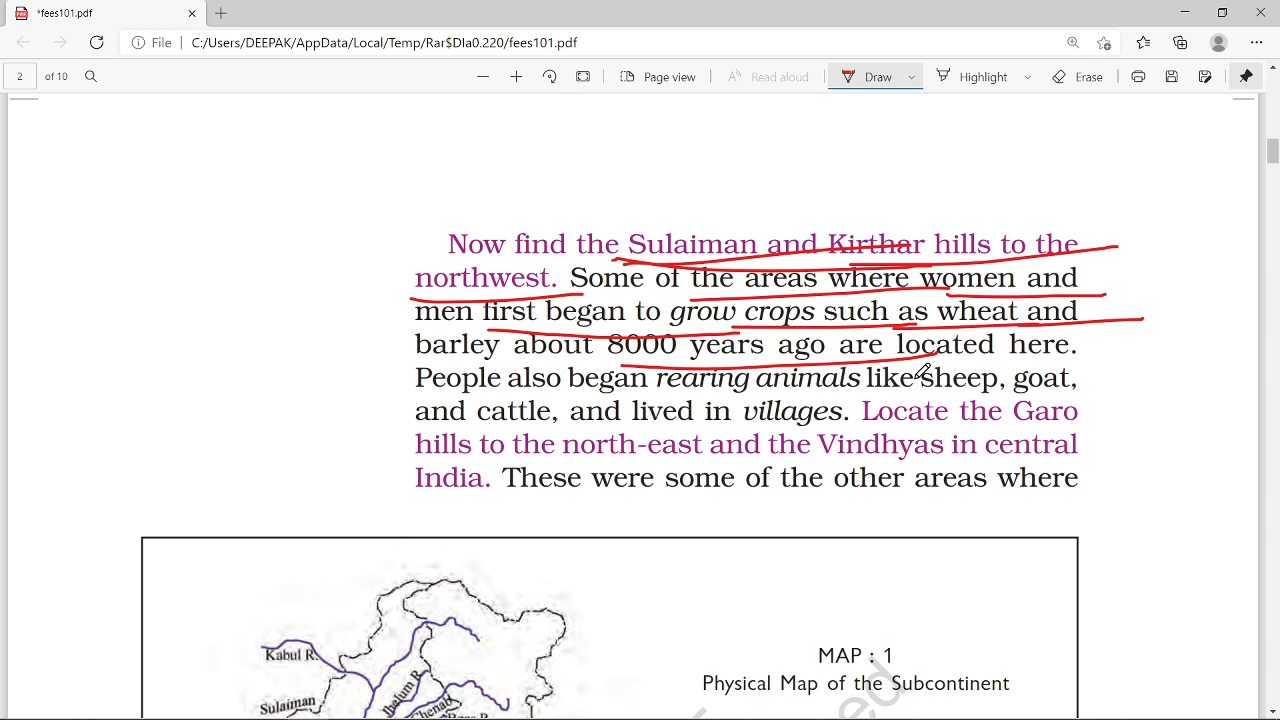 *fees101.pdf
File
C:/Users/DEEPAK/AppData/Local/Temp/Rar$DIa0.220/fees101.pdf
2 of 10
Page view
Read aloud
Draw
Highlight
Erase
Now find the Sulaiman and Kirthar hills to the
northwest. Some of the areas where women and
men first began to grow crops such as wheat and
barley about 8000 years ago are located here.
People also began rearing animals like sheep, goat,
and cattle, and lived in villages. Locate the Garo
hills to the north-east and the Vindhyas in central
India. These were some of the other areas where
Kabul R.
Sulaiman
Jhelum R.
Chenab
MAP : 1
Physical Map of the Subcontinent